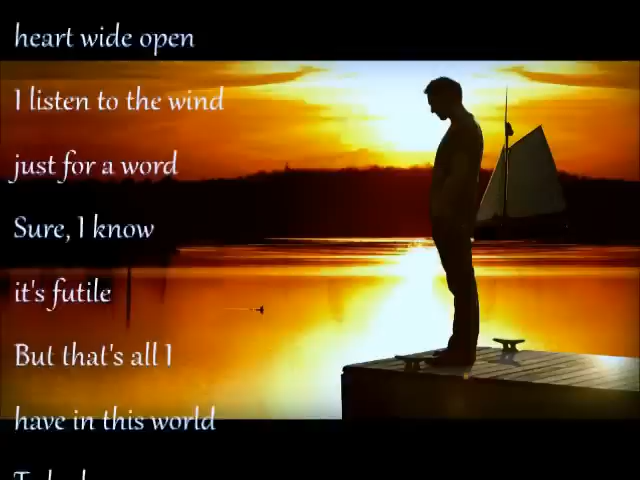 heart wide open
I listen to the wind
just for a word
Sure, I know
it's futile
But that's all I
have in this world